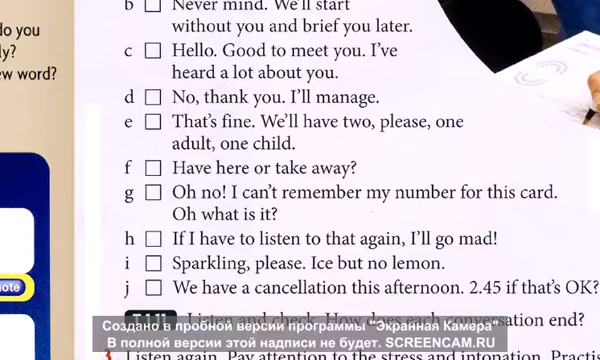 do you
ly?
ew word?
b Never mind. We'll start
without you and brief you later.
c Hello. Good to meet you. I've
heard a lot about you.
d No, thank you. I'll manage.
e That's fine. We'll have two, please, one
adult, one child.
f Have here or take away?
g Oh no! I can't remember my number for this card.
Oh what is it?
h If I have to listen to that again, I'll go mad!
i Sparkling, please. Ice but no lemon.
j We have a cancellation this afternoon. 2.45 if that's OK?
ote
Listen and check. How does each conversation end?
Создано в пробной версии программы "Экранная Камера"
В полной версии этой надписи не будет. SCREENCAM.RU
Listen again. Pay attention to the stress and intonation. Practis